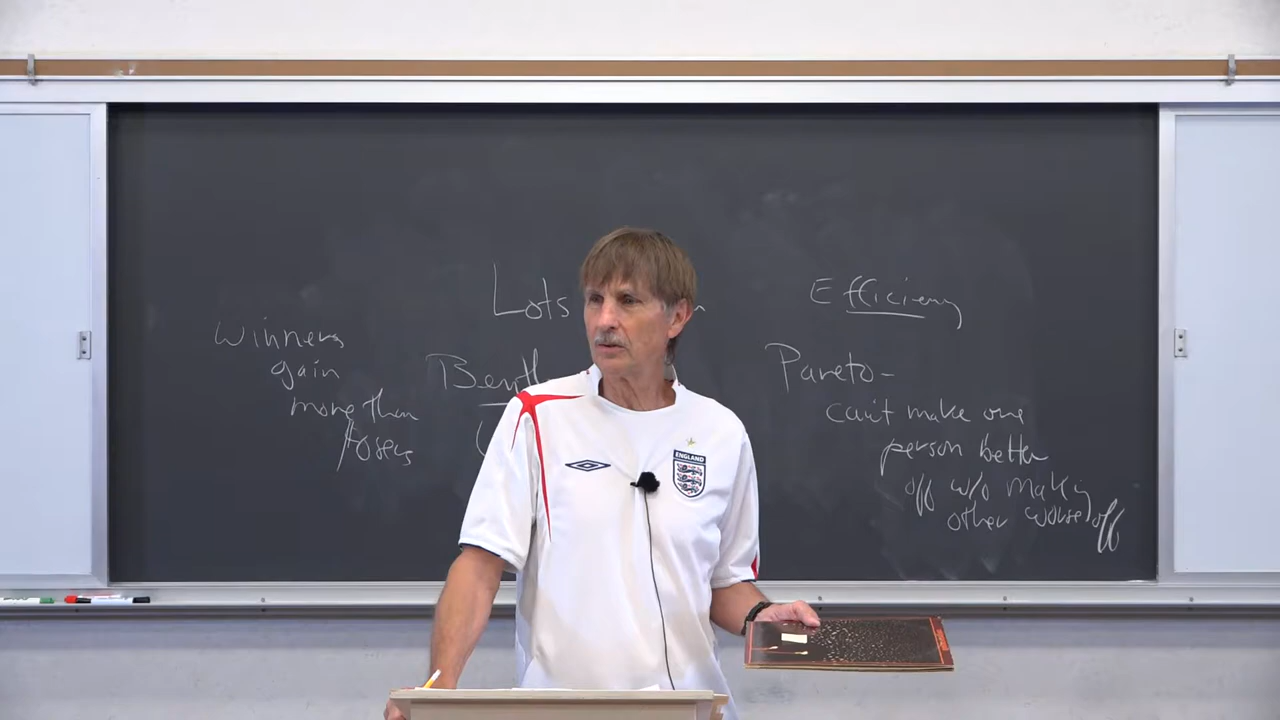 Winners
gain
more than
losers
Lots
Bent
Efficiency
Pareto-
can't make one
person better
off w/o making
other worse off
ENGLAND